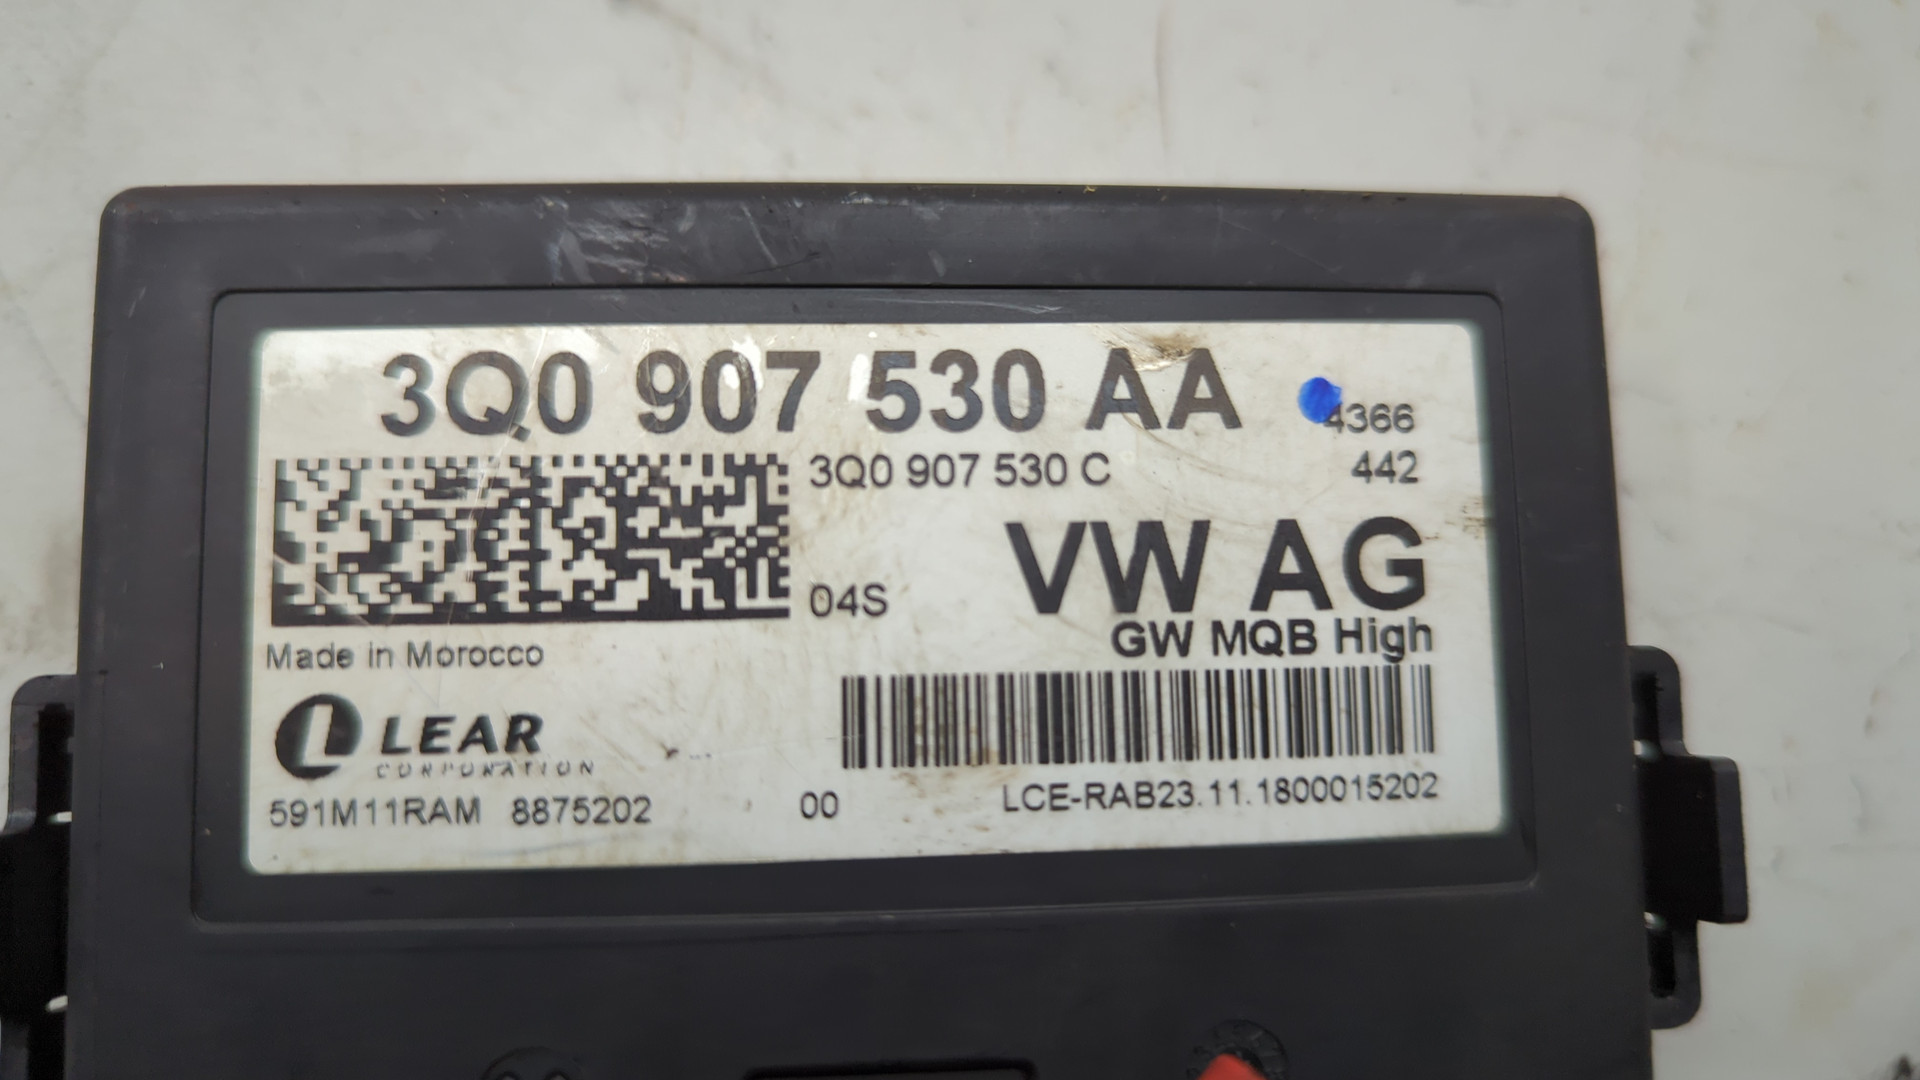 3Q0 907 530 AA 4366
3Q0 907 530 C 442
VW AG
04S
GW MQB High
Made in Morocco
LEAR
CORPORATION
591M11RAM 8875202 00 LCE-RAB23.11.1800015202